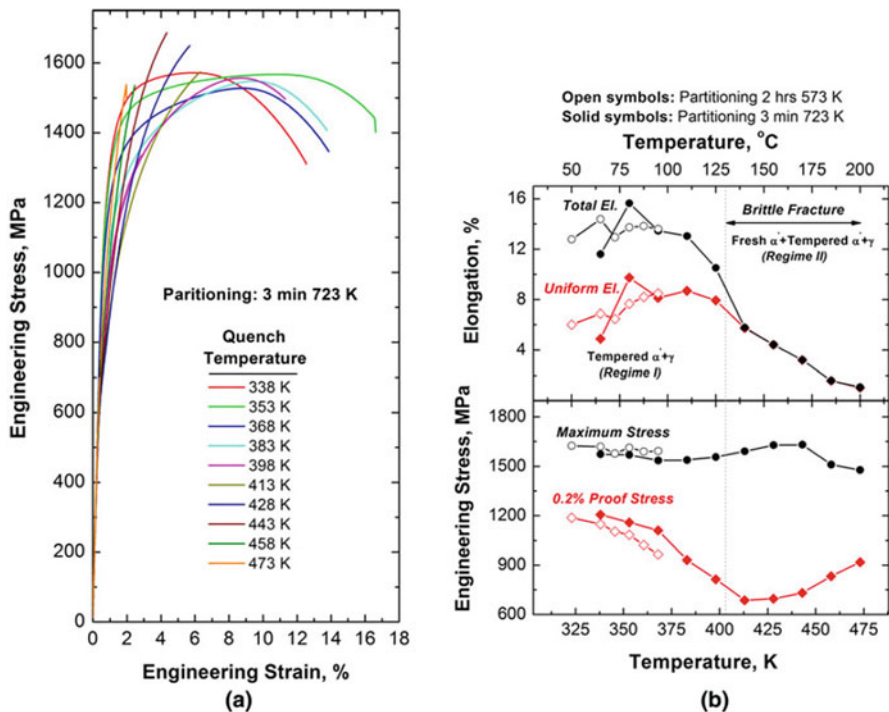 1600
1400
1200
1000
800
600
400
200
0
Engineering Stress, MPa
Paritioning: 3 min 723 K
Quench
Temperature
338 K
353 K
368 K
383 K
398 K
413 K
428 K
443 K
458 K
473 K
0 2 4 6 8 10 12 14 16 18
Engineering Strain, %
(a)
Open symbols: Partitioning 2 hrs 573 K
Solid symbols: Partitioning 3 min 723 K
Temperature, °C
50 75 100 125 150 175 200
16
12
8
4
Elongation, %
Total El.
Brittle Fracture
Fresh α'+Tempered α'+γ
(Regime II)
Uniform El.
Tempered α'+γ
(Regime I)
1800
1500
1200
900
600
Engineering Stress, MPa
Maximum Stress
0.2% Proof Stress
325 350 375 400 425 450 475
Temperature, K
(b)